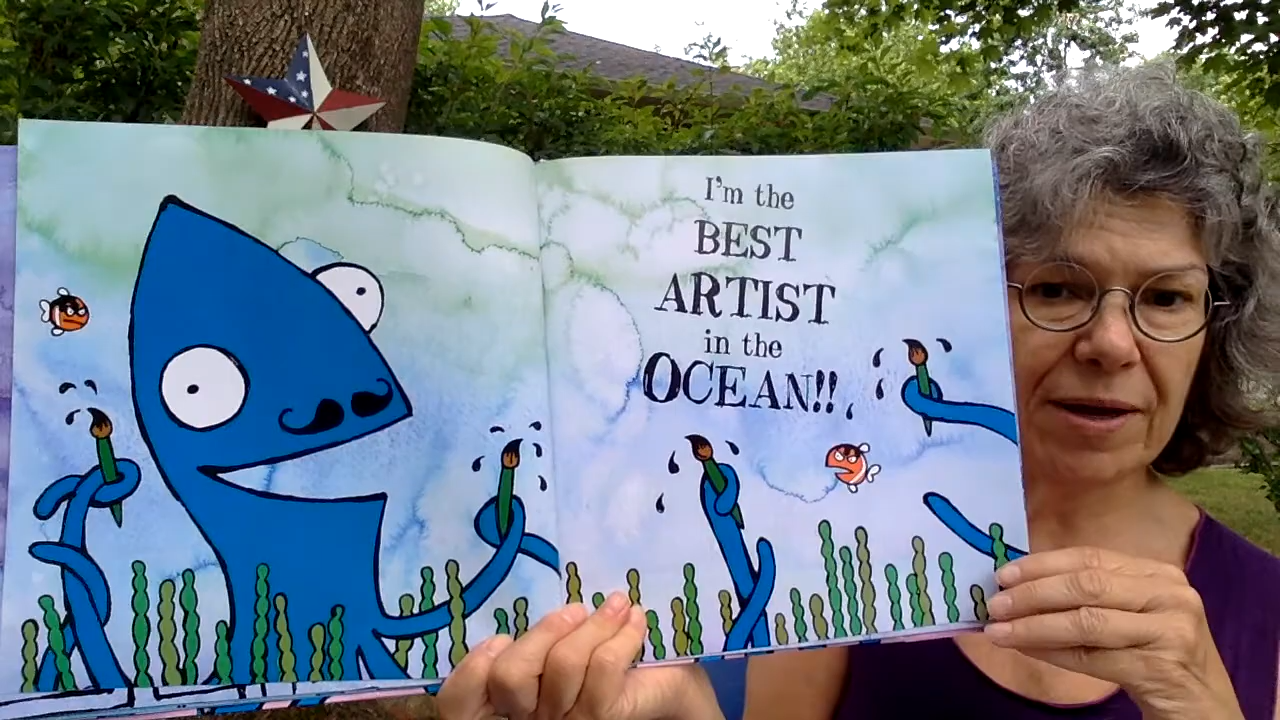 I'm the
BEST
ARTIST
in the
OCEAN!!